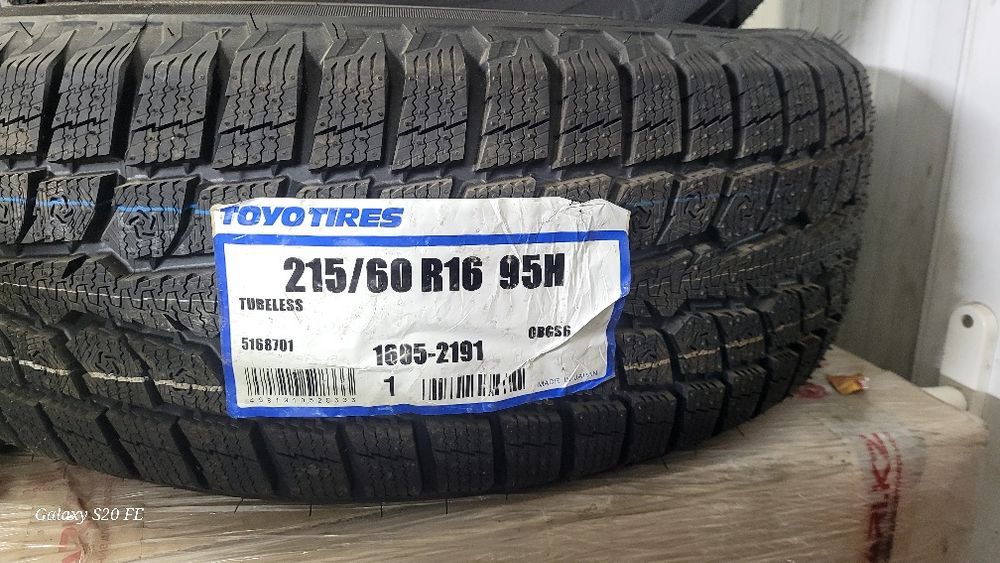 TOYO TIRES
215/60 R16 95H
TUBELESS
5168701
OBGS6
1605-2191
1
MADE IN JAPAN
Galaxy S20 FE